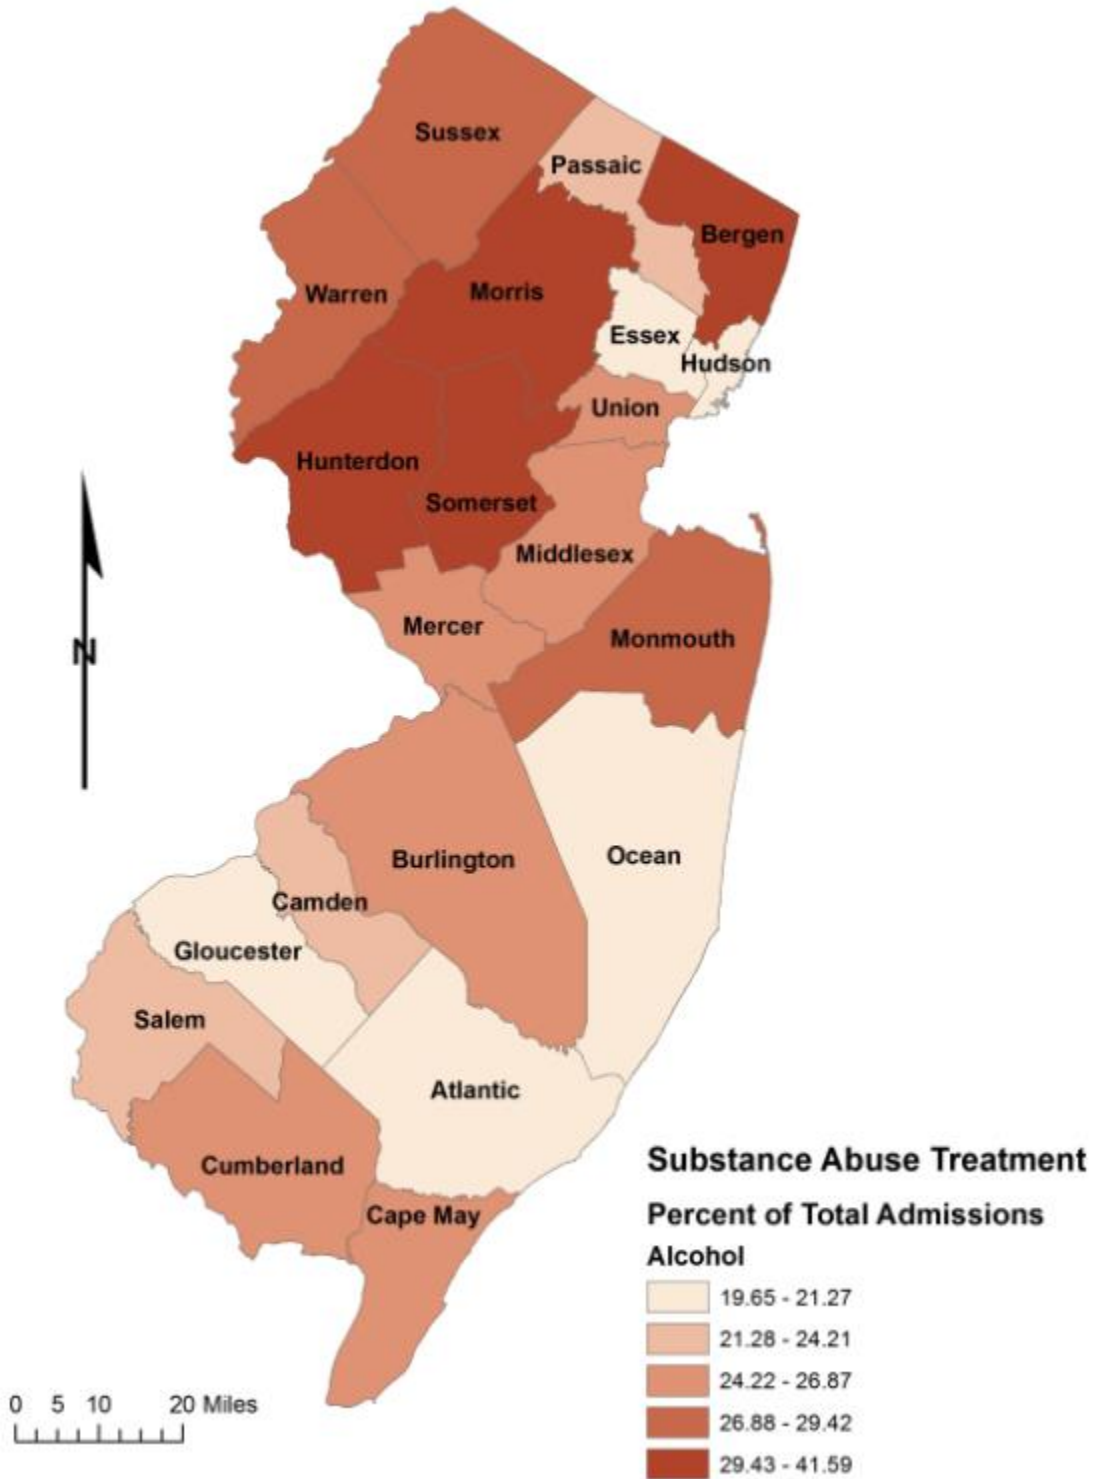 Sussex
Passaic
Bergen
Warren
Morris
Essex
Hudson
Union
Hunterdon
Somerset
Middlesex
Mercer
Monmouth
N
Burlington
Ocean
Camden
Gloucester
Salem
Atlantic
Cumberland
Cape May
Substance Abuse Treatment
Percent of Total Admissions
Alcohol
19.65 - 21.27
21.28 - 24.21
24.22 - 26.87
26.88 - 29.42
29.43 - 41.59
0 5 10 20 Miles